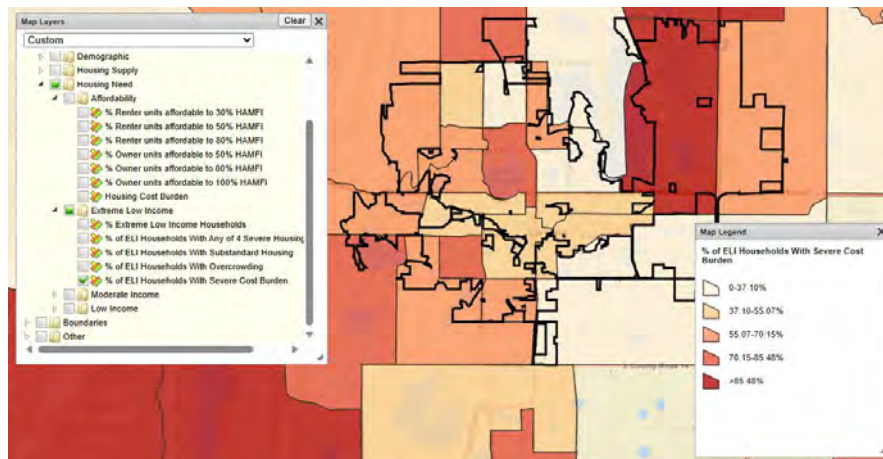 Map Layers
Clear
Custom
Demographic
Housing Supply
Housing Need
Affordability
% Renter units affordable to 30% HAMFI
% Renter units affordable to 50% HAMFI
% Renter units affordable to 80% HAMFI
% Owner units affordable to 50% HAMFI
% Owner units affordable to 80% HAMFI
% Owner units affordable to 100% HAMFI
Housing Cost Burden
Extreme Low Income
% Extreme Low Income Households
% of ELI Households With Any of 4 Severe Housing
% of ELI Households With Substandard Housing
% of ELI Households With Overcrowding
% of ELI Households With Severe Cost Burden
Moderate Income
Low Income
Boundaries
Other
Map Legend
% of ELI Households With Severe Cost
Burden
0-37.10%
37.10-55.07%
55.07-70.15%
70.15-85.48%
>85.48%